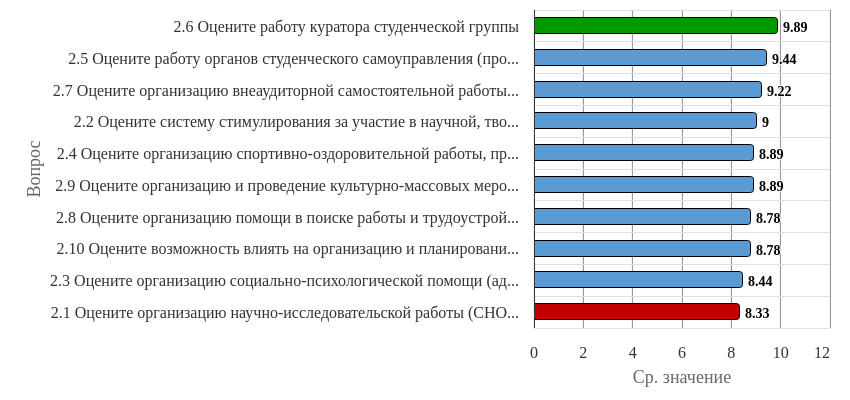 2.6 Оцените работу куратора студенческой группы 9.89
2.5 Оцените работу органов студенческого самоуправления (про... 9.44
2.7 Оцените организацию внеаудиторной самостоятельной работы... 9.22
2.2 Оцените систему стимулирования за участие в научной, тво... 9
2.4 Оцените организацию спортивно-оздоровительной работы, пр... 8.89
2.9 Оцените организацию и проведение культурно-массовых меро... 8.89
2.8 Оцените организацию помощи в поиске работы и трудоустрой... 8.78
2.10 Оцените возможность влиять на организацию и планировани... 8.78
2.3 Оцените организацию социально-психологической помощи (ад... 8.44
2.1 Оцените организацию научно-исследовательской работы (СНО... 8.33
Вопрос
0 2 4 6 8 10 12
Ср. значение